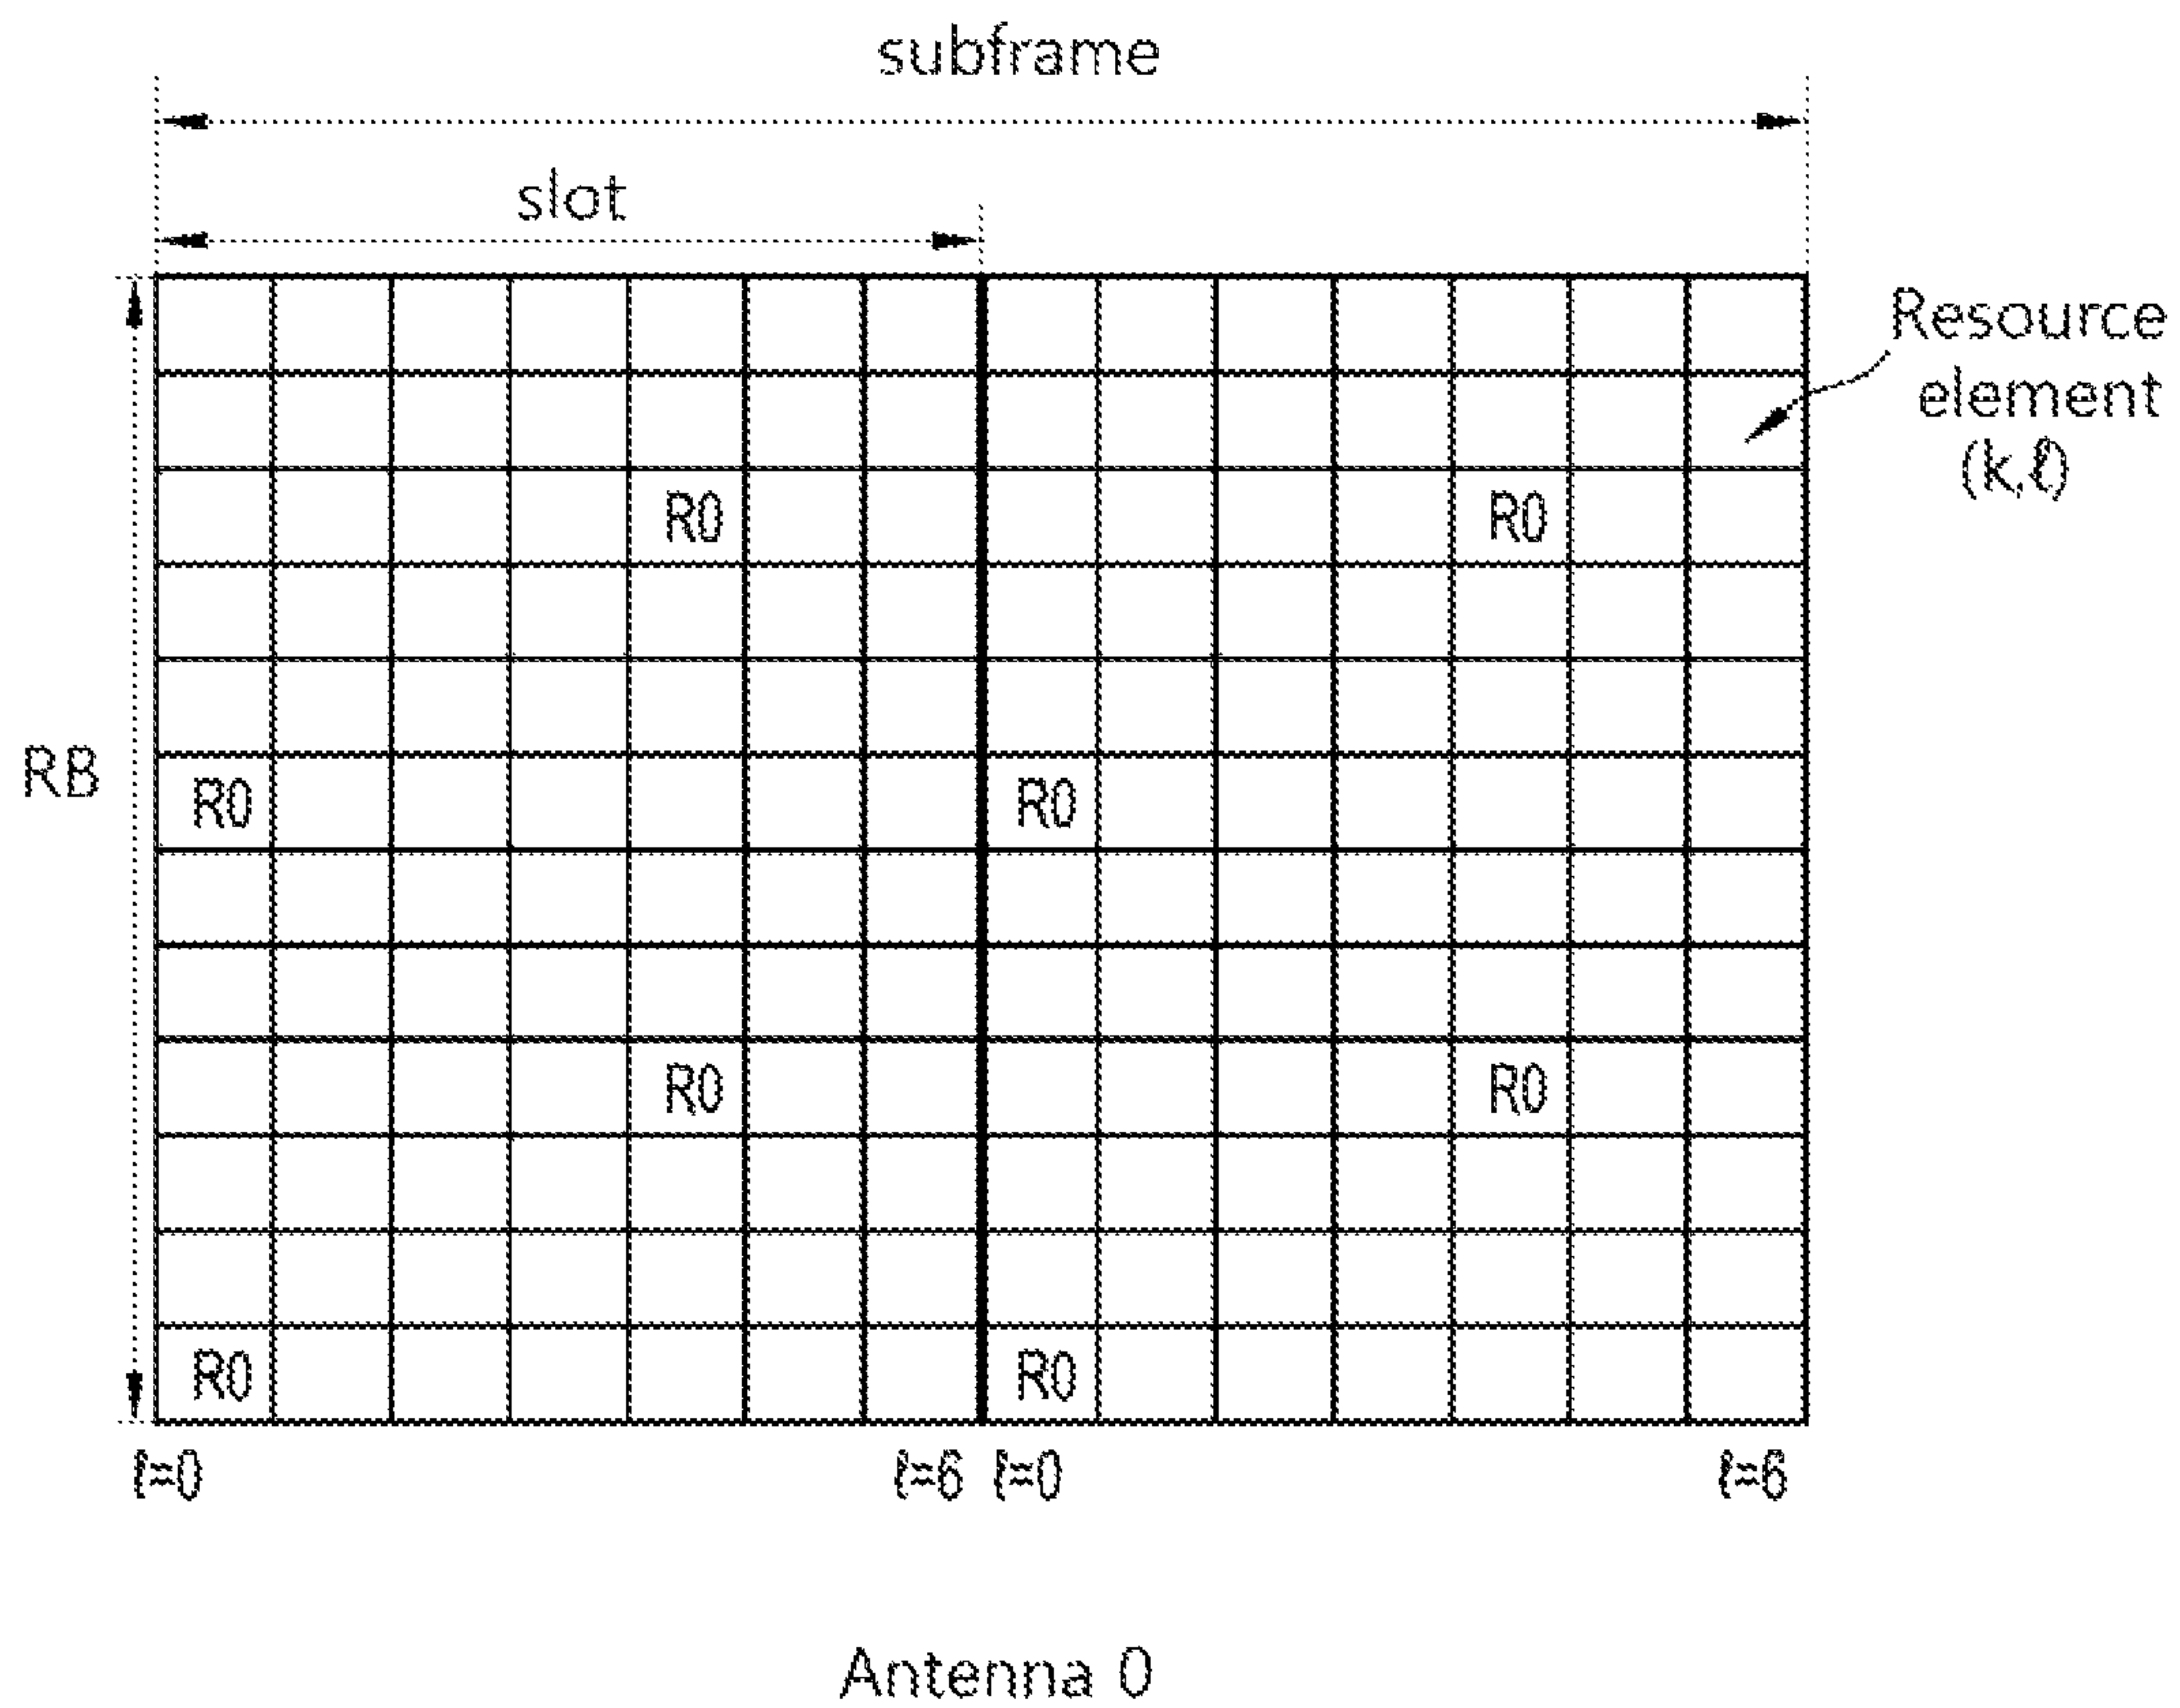 subframe
slot
Resource
element
(k,ℓ)
R0 R0
RB
R0 R0
R0 R0
R0 R0
ℓ=0 ℓ=6 ℓ=0 ℓ=6
Antenna 0